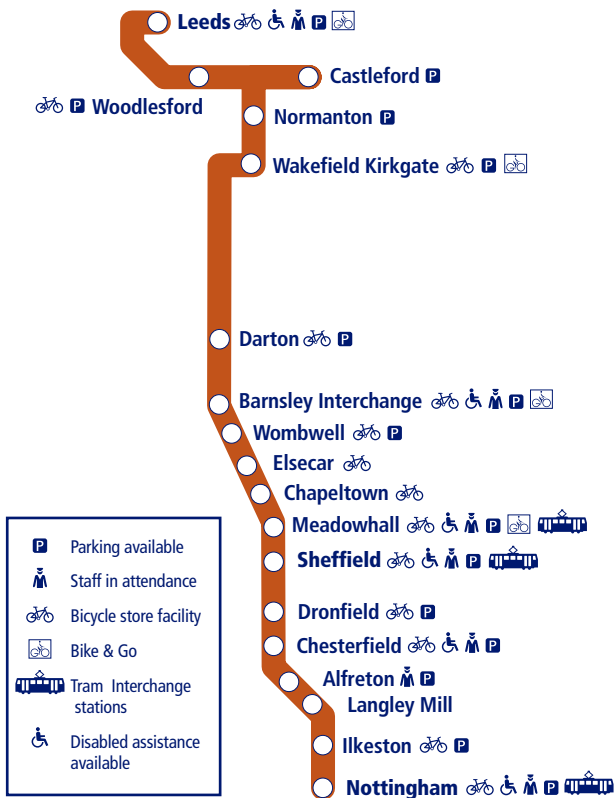 Leeds P
Castleford P
P Woodlesford
Normanton P
Wakefield Kirkgate P
Darton P
Barnsley Interchange P
Wombwell P
Elsecar
Chapeltown
Meadowhall P
Sheffield P
Dronfield P
Chesterfield P
Alfreton P
Langley Mill
Ilkeston P
Nottingham P
P Parking available
Staff in attendance
Bicycle store facility
Bike & Go
Tram Interchange
stations
Disabled assistance
available